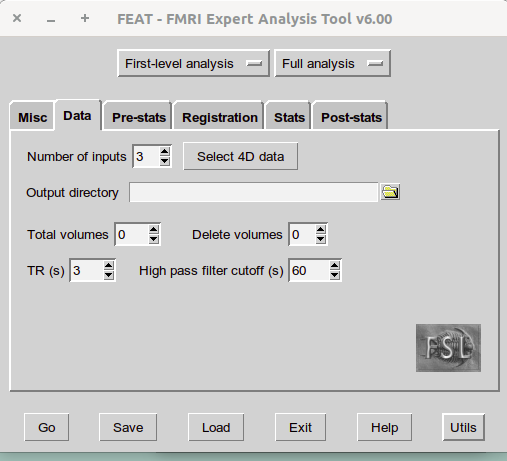 FEAT - FMRI Expert Analysis Tool v6.00
First-level analysis Full analysis
Misc Data Pre-stats Registration Stats Post-stats
Number of inputs 3 Select 4D data
Output directory
Total volumes 0 Delete volumes 0
TR (s) 3 High pass filter cutoff (s) 60
FSL
Go Save Load Exit Help Utils